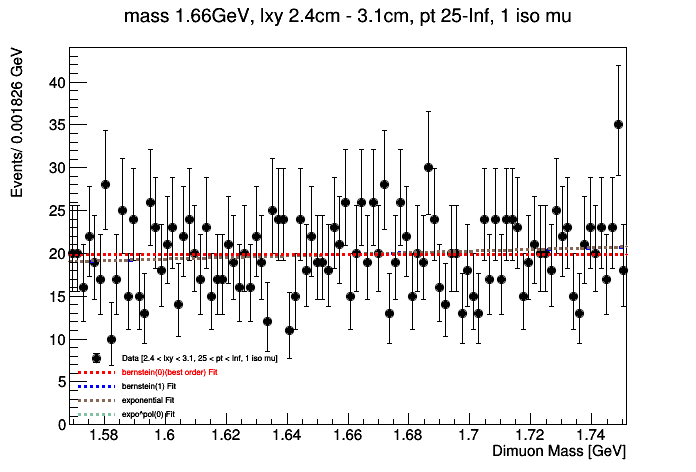 mass 1.66GeV, lxy 2.4cm - 3.1cm, pt 25-Inf, 1 iso mu
Events/ 0.001826 GeV
40
35
30
25
20
15
10
5
0
Data [2.4 < lxy < 3.1, 25 < pt < Inf, 1 iso mu]
bernstein(0)(best order) Fit
bernstein(1) Fit
exponential Fit
expo*pol(0) Fit
1.58 1.6 1.62 1.64 1.66 1.68 1.7 1.72 1.74
Dimuon Mass [GeV]